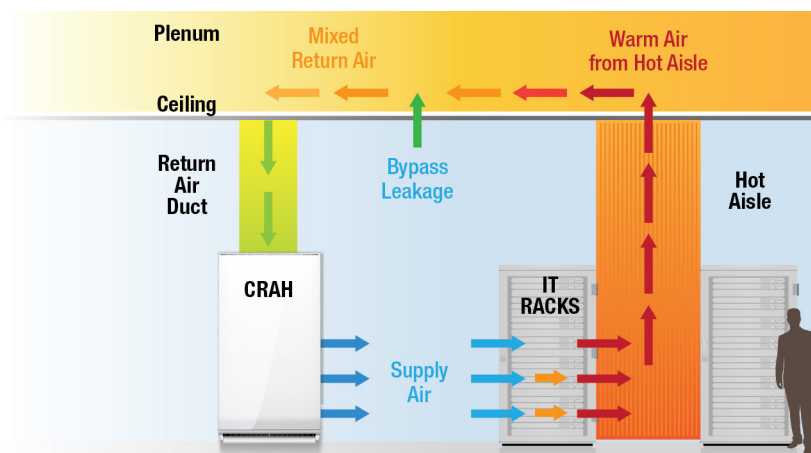 Plenum
Mixed
Return Air
Warm Air
from Hot Aisle
Ceiling
Return
Air
Duct
Bypass
Leakage
Hot
Aisle
CRAH
IT
RACKS
Supply
Air